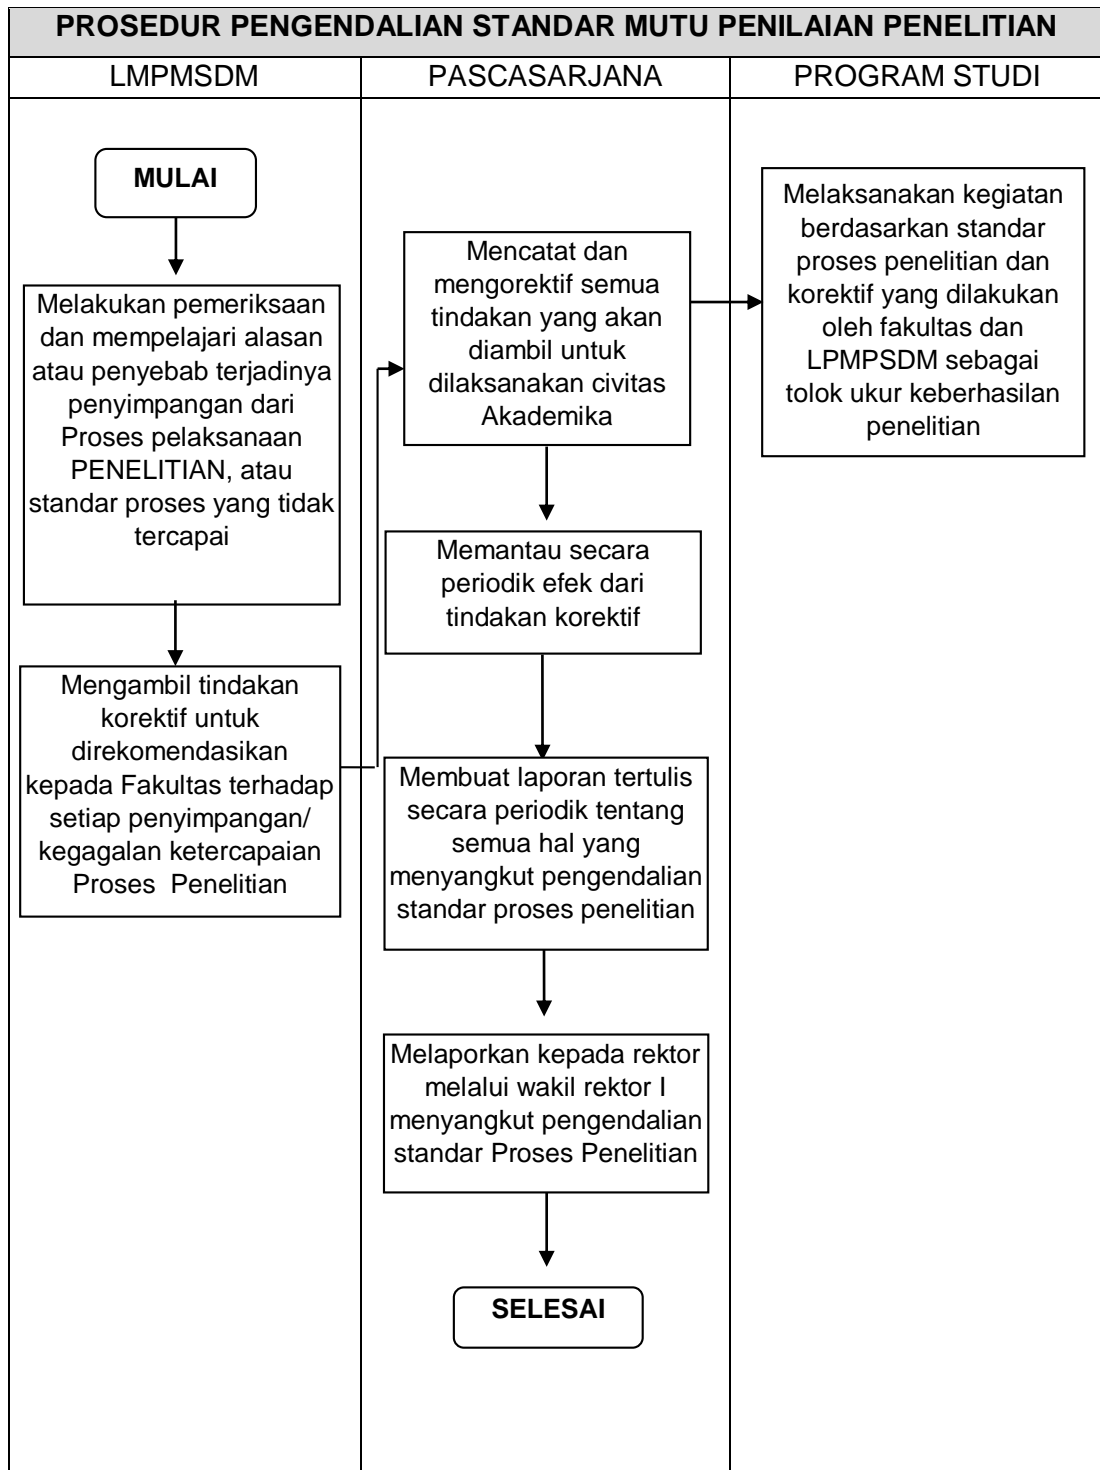 PROSEDUR PENGENDALIAN STANDAR MUTU PENILAIAN PENELITIAN
LMPMSDM
PASCASARJANA
PROGRAM STUDI
MULAI
Melakukan pemeriksaan
dan mempelajari alasan
atau penyebab terjadinya
penyimpangan dari
Proses pelaksanaan
PENELITIAN, atau
standar proses yang tidak
tercapai
Mengambil tindakan
korektif untuk
direkomendasikan
kepada Fakultas terhadap
setiap penyimpangan/
kegagalan ketercapaian
Proses Penelitian
Mencatat dan
mengorektif semua
tindakan yang akan
diambil untuk
dilaksanakan civitas
Akademika
Memantau secara
periodik efek dari
tindakan korektif
Membuat laporan tertulis
secara periodik tentang
semua hal yang
menyangkut pengendalian
standar proses penelitian
Melaporkan kepada rektor
melalui wakil rektor I
menyangkut pengendalian
standar Proses Penelitian
SELESAI
Melaksanakan kegiatan
berdasarkan standar
proses penelitian dan
korektif yang dilakukan
oleh fakultas dan
LPMPSDM sebagai
tolok ukur keberhasilan
penelitian